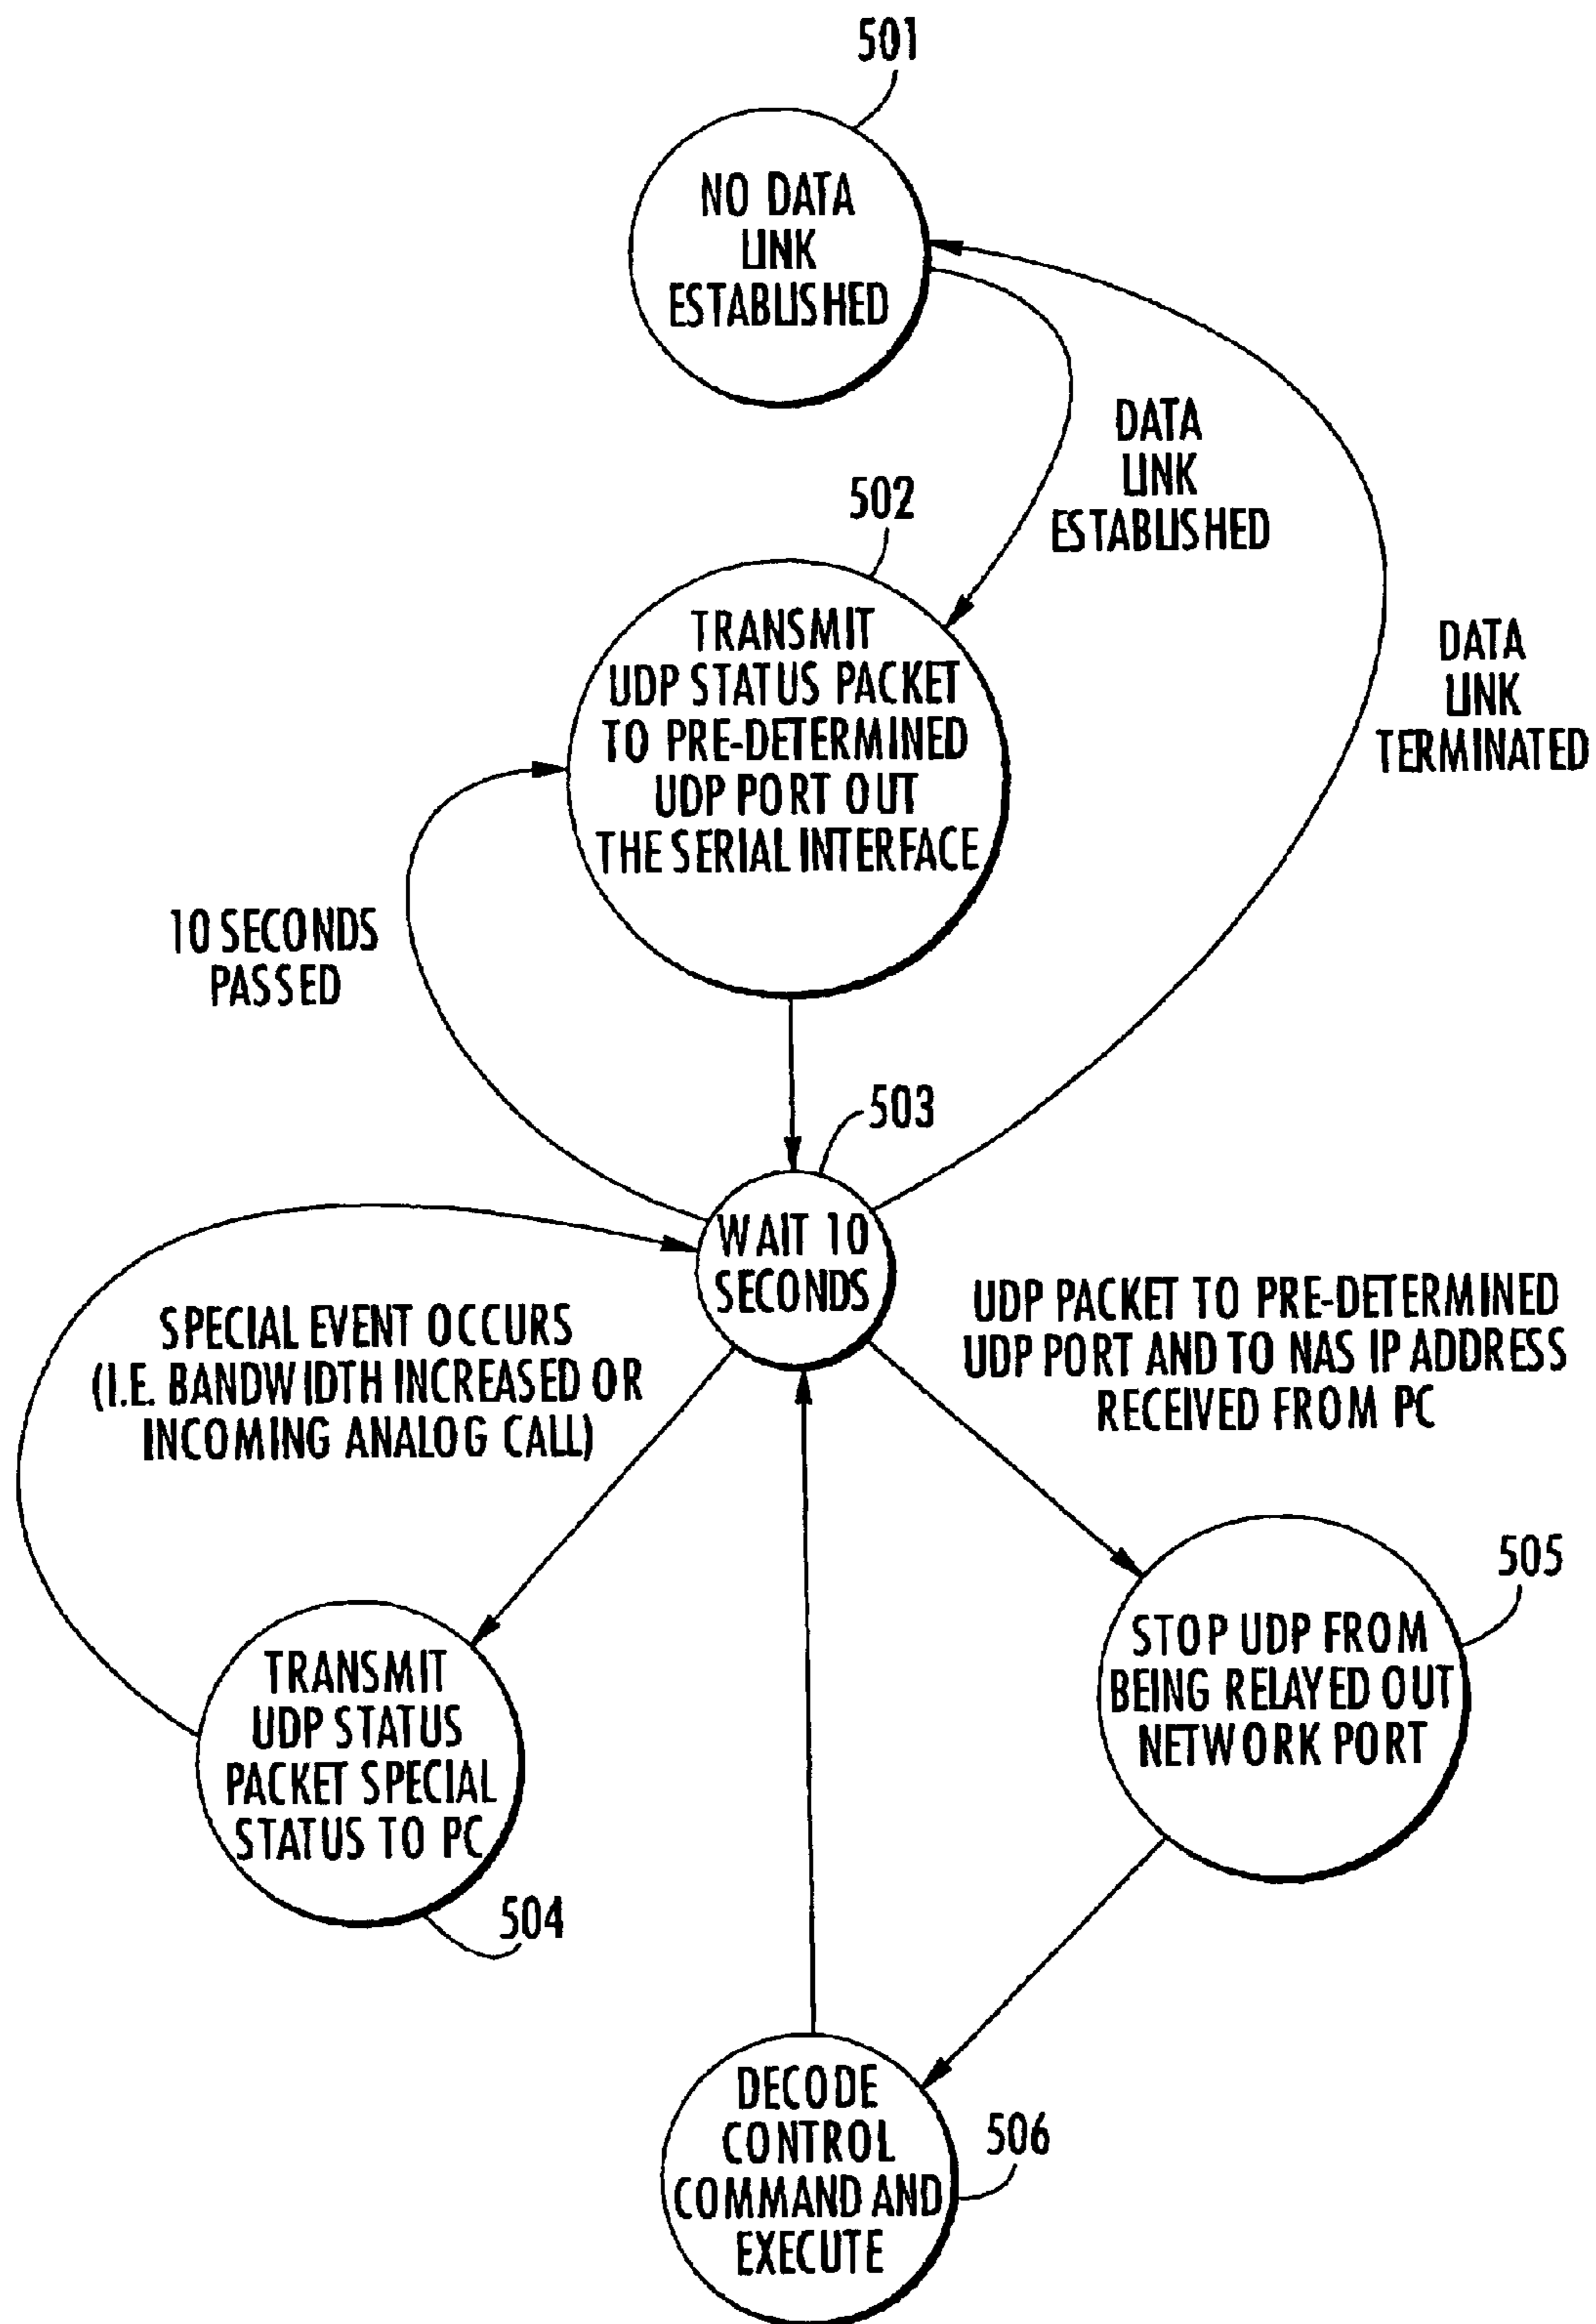 501
NO DATA
LINK
ESTABLISHED
DATA
LINK
ESTABLISHED
502
TRANSMIT
UDP STATUS PACKET
TO PRE-DETERMINED
UDP PORT OUT
THE SERIAL INTERFACE
DATA
LINK
TERMINATED
10 SECONDS
PASSED
503
WAIT 10
SECONDS
SPECIAL EVENT OCCURS
(I.E. BANDWIDTH INCREASED OR
INCOMING ANALOG CALL)
UDP PACKET TO PRE-DETERMINED
UDP PORT AND TO NAS IP ADDRESS
RECEIVED FROM PC
505
STOP UDP FROM
BEING RELAYED OUT
NETWORK PORT
TRANSMIT
UDP STATUS
PACKET SPECIAL
STATUS TO PC
504
DECODE
CONTROL
COMMAND AND
EXECUTE
506